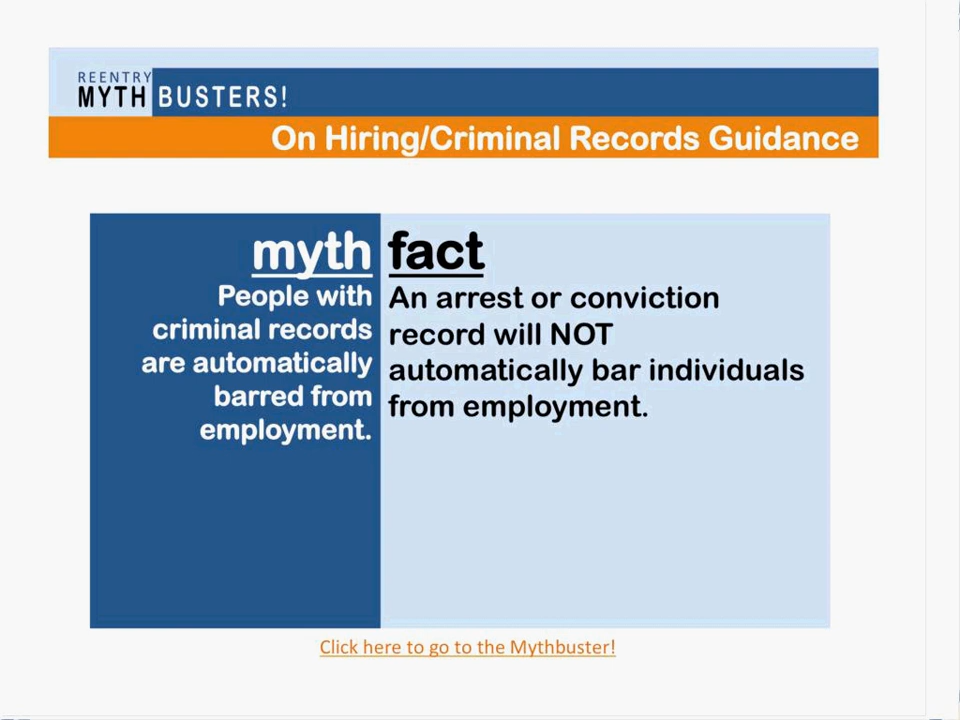 REENTRY
MYTH BUSTERS!
On Hiring/Criminal Records Guidance
myth
People with
criminal records
are automatically
barred from
employment.
fact
An arrest or conviction
record will NOT
automatically bar individuals
from employment.
Click here to go to the Mythbuster!